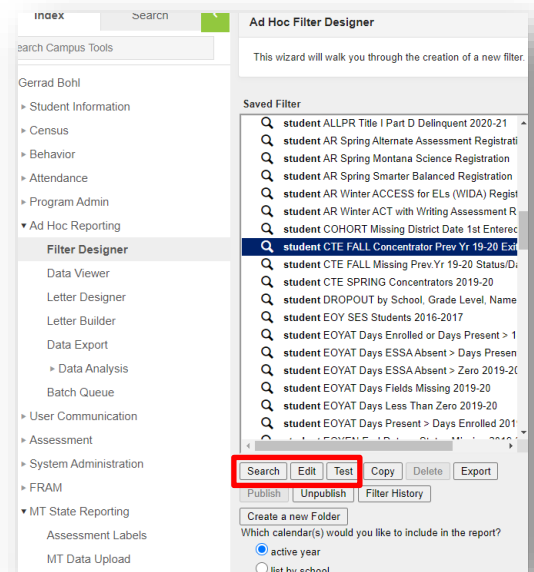 Index Search
earch Campus Tools
Gerrad Bohl
Student Information
Census
Behavior
Attendance
Program Admin
Ad Hoc Reporting
Filter Designer
Data Viewer
Letter Designer
Letter Builder
Data Export
Data Analysis
Batch Queue
User Communication
Assessment
System Administration
FRAM
MT State Reporting
Assessment Labels
MT Data Upload
Ad Hoc Filter Designer
This wizard will walk you through the creation of a new filter.
Saved Filter
student ALLPR Title I Part D Delinquent 2020-21
student AR Spring Alternate Assessment Registrati
student AR Spring Montana Science Registration
student AR Spring Smarter Balanced Registration
student AR Winter ACCESS for ELs (WIDA) Regist
student AR Winter ACT with Writing Assessment R
student COHORT Missing District Date 1st Entered
student CTE FALL Concentrator Prev Yr 19-20 Exit
student CTE FALL Missing Prev.Yr 19-20 Status/Da
student CTE SPRING Concentrators 2019-20
student DROPOUT by School, Grade Level, Name
student EOY SES Students 2016-2017
student EOYAT Days Enrolled or Days Present > 1
student EOYAT Days ESSA Absent > Days Presen
student EOYAT Days ESSA Absent > Zero 2019-20
student EOYAT Days Fields Missing 2019-20
student EOYAT Days Less Than Zero 2019-20
student EOYAT Days Present > Days Enrolled 201
Search Edit Test Copy Delete Export
Publish Unpublish Filter History
Create a new Folder
Which calendar(s) would you like to include in the report?
active year
list by school